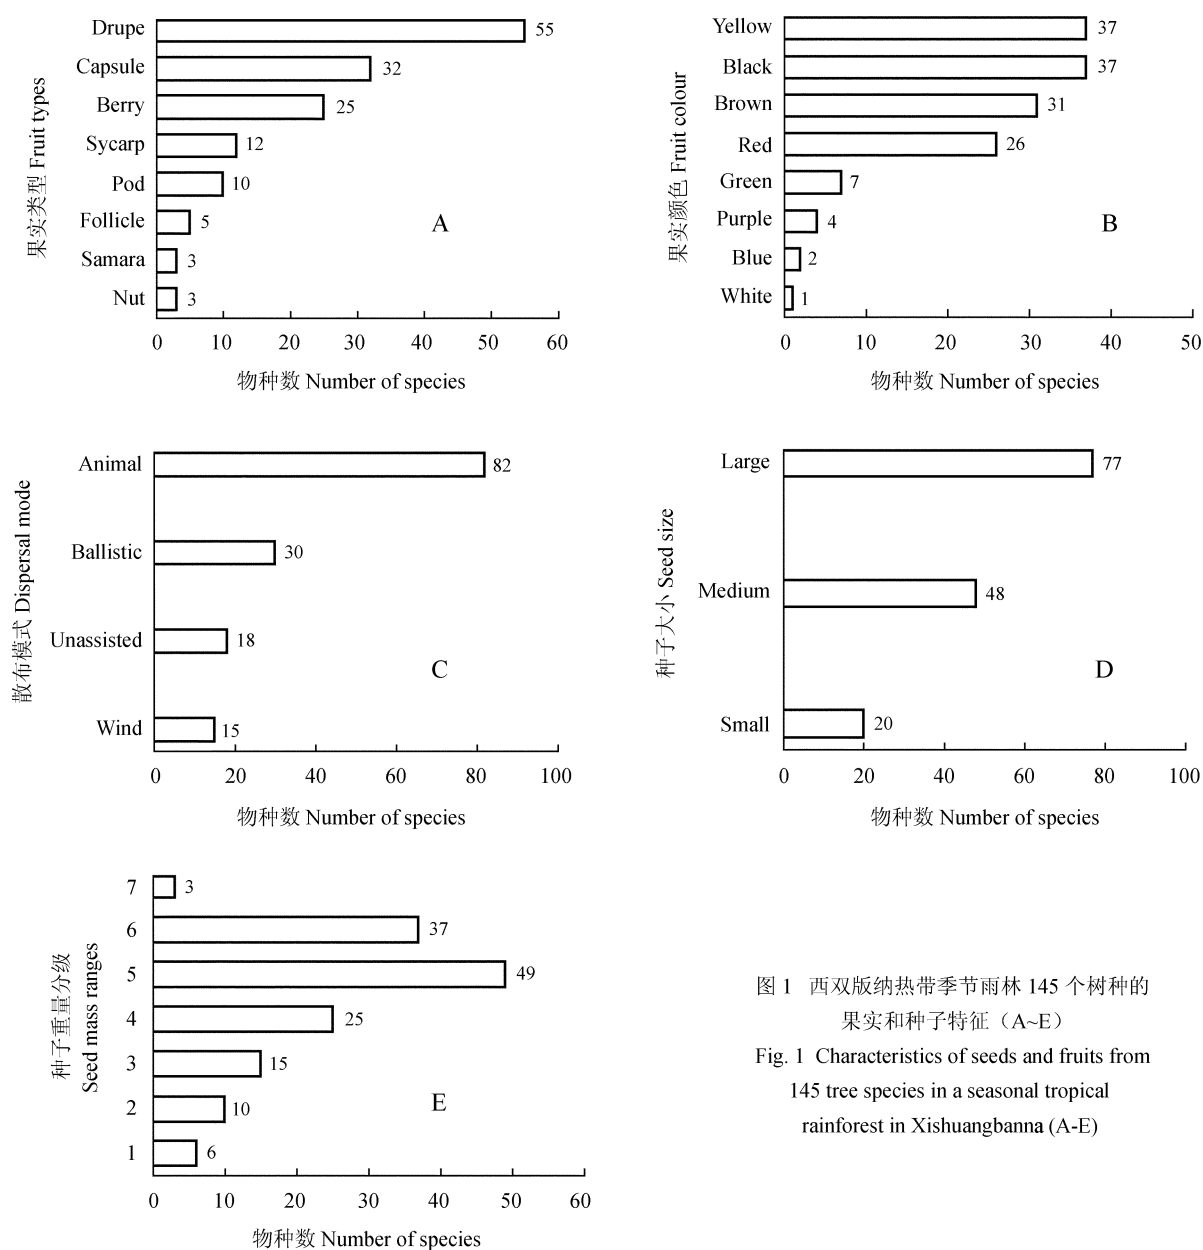 果实类型 Fruit types
Drupe 55
Capsule 32
Berry 25
Sycarp 12
Pod 10
Follicle 5
Samara 3
Nut 3
A
0 10 20 30 40 50 60
物种数 Number of species
果实颜色 Fruit colour
Yellow 37
Black 37
Brown 31
Red 26
Green 7
Purple 4
Blue 2
White 1
B
0 10 20 30 40 50
物种数 Number of species
散布模式 Dispersal mode
Animal 82
Ballistic 30
Unassisted 18
Wind 15
C
0 20 40 60 80 100
物种数 Number of species
种子大小 Seed size
Large 77
Medium 48
Small 20
D
0 20 40 60 80 100
物种数 Number of species
种子重量分级
Seed mass ranges
7 3
6 37
5 49
4 25
3 15
2 10
1 6
E
0 10 20 30 40 50 60
物种数 Number of species
图 1 西双版纳热带季节雨林 145 个树种的
果实和种子特征（A~E）
Fig. 1 Characteristics of seeds and fruits from
145 tree species in a seasonal tropical
rainforest in Xishuangbanna (A-E)